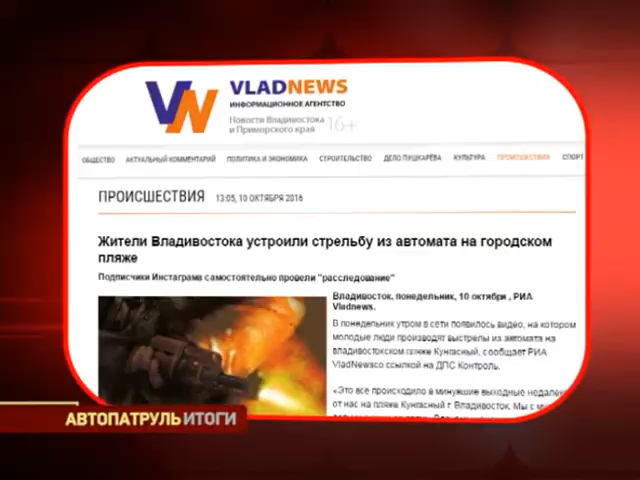 VN
VLADNEWS
ИНФОРМАЦИОННОЕ АГЕНТСТВО
Новости Владивостока
и Приморского края 16+
ОБЩЕСТВО АКТУАЛЬНЫЙ КОММЕНТАРИЙ ПОЛИТИКА И ЭКОНОМИКА СТРОИТЕЛЬСТВО ДЕЛО ПУШКАРЁВА КУЛЬТУРА ПРОИСШЕСТВИЯ СПОРТ
ПРОИСШЕСТВИЯ 13:05, 10 ОКТЯБРЯ 2016
Жители Владивостока устроили стрельбу из автомата на городском
пляже
Подписчики Инстаграма самостоятельно провели "расследование"
Владивосток, понедельник, 10 октября , РИА
Vladnews.
В понедельник утром в сети появилось видео, на котором
молодые люди производят выстрелы из автомата на
владивостокском пляже Кунгасный, сообщает РИА
VladNewsсо ссылкой на ДПС Контроль.
«Это все происходило в минувшие выходные недалеко
от нас на пляже Кунгасный г. Владивосток. Мы с
АВТОПАТРУЛЬ ИТОГИ